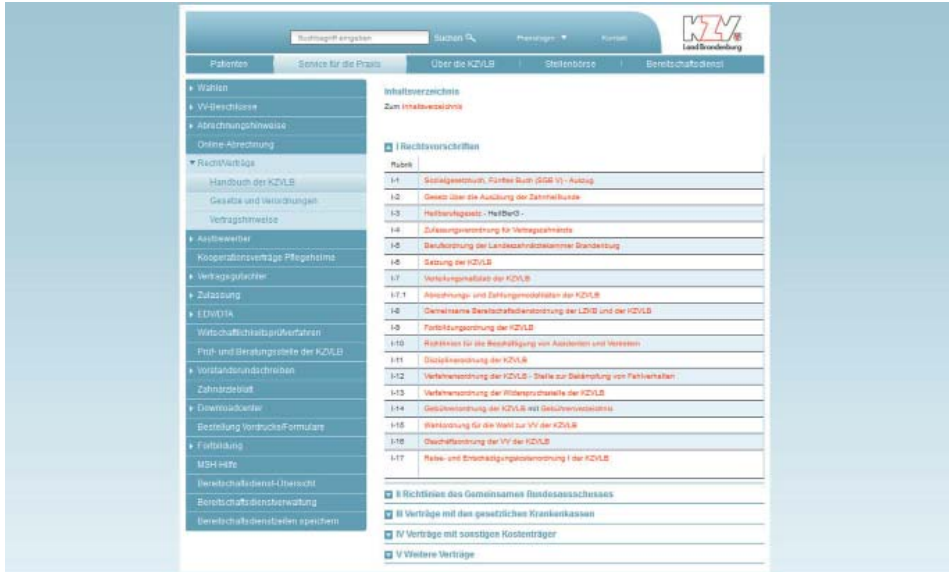 Suchbegriff eingeben
Suchen
Praxislogin
Kontakt
KZV
Land Brandenburg
Patienten
Service für die Praxis
Über die KZVLB
Stellenbörse
Bereitschaftsdienst
Wahlen
VV-Beschlüsse
Abrechnungshinweise
Online-Abrechnung
Recht/Verträge
Handbuch der KZVLB
Gesetze und Verordnungen
Vertragshinweise
Kooperationsverträge Pflegeheime
Vertragsgutachter
Zulassung
EDV/DTA
Wirtschaftlichkeitsprüfverfahren
Prüf- und Beratungsstelle der KZVLB
Vorstandsrundschreiben
Zahnärzteblatt
Downloadcenter
Bestellung Vordrucke/Formulare
Fortbildung
MSH-Hilfe
Bereitschaftsdienst-Übersicht
Bereitschaftsdienstverwaltung
Bereitschaftsdienstzeiten speichern
Inhaltsverzeichnis
Zum Inhaltsverzeichnis
I Rechtsvorschriften
Rubrik
I-1 Sozialgesetzbuch, Fünftes Buch (SGB V) - Auszug
I-2 Gesetz über die Ausübung der Zahnheilkunde
I-3 Heilberufsgesetz - HeilBerG -
I-4 Zulassungsverordnung für Vertragszahnärzte
I-5 Berufsordnung der Landeszahnärztekammer Brandenburg
I-6 Satzung der KZVLB
I-7 Verteilungsmaßstab der KZVLB
I-7.1 Abrechnungs- und Zahlungsmodalitäten der KZVLB
I-8 Gemeinsame Bereitschaftsdienstordnung der LZKB und der KZVLB
I-9 Fortbildungsordnung der KZVLB
I-10 Richtlinien für die Beschäftigung von Assistenten und Vertretern
I-11 Disziplinarordnung der KZVLB
I-12 Verfahrensordnung der KZVLB - Stelle zur Bekämpfung von Fehlverhalten
I-13 Verfahrensordnung der Widerspruchsstelle der KZVLB
I-14 Gebührenordnung der KZVLB mit Gebührenverzeichnis
I-15 Wahlordnung für die Wahl zur VV der KZVLB
I-16 Geschäftsordnung der VV der KZVLB
I-17 Reise- und Entschädigungskostenordnung I der KZVLB
II Richtlinien des Gemeinsamen Bundesausschusses
III Verträge mit den gesetzlichen Krankenkassen
IV Verträge mit sonstigen Kostenträger
V Weitere Verträge